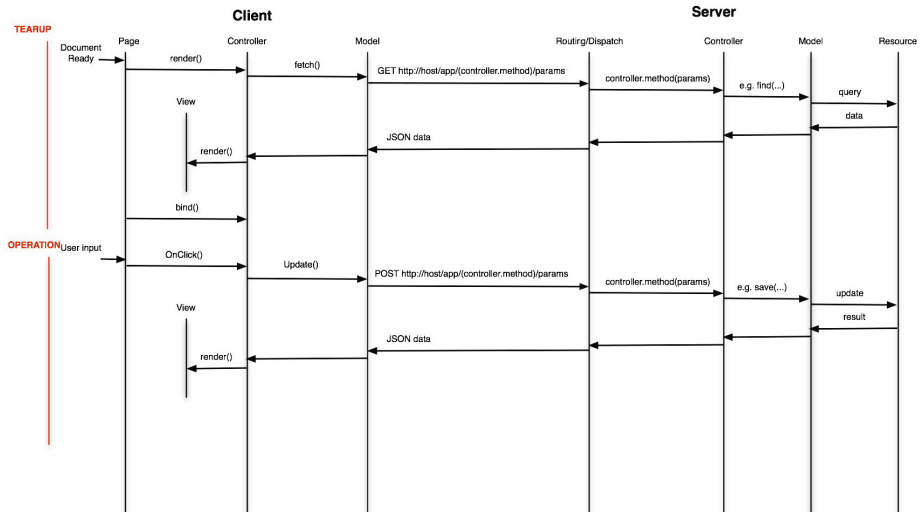 Client
Server
TEARUP
Page
Controller
Model
Routing/Dispatch
Controller
Model
Resource
Document
Ready
render()
fetch()
GET http://host/app/(controller.method)/params
controller.method(params)
e.g. find(...)
query
View
data
JSON data
render()
bind()
OPERATION
User input
OnClick()
Update()
POST http://host/app/(controller.method)/params
controller.method(params)
e.g. save(...)
update
View
result
JSON data
render()